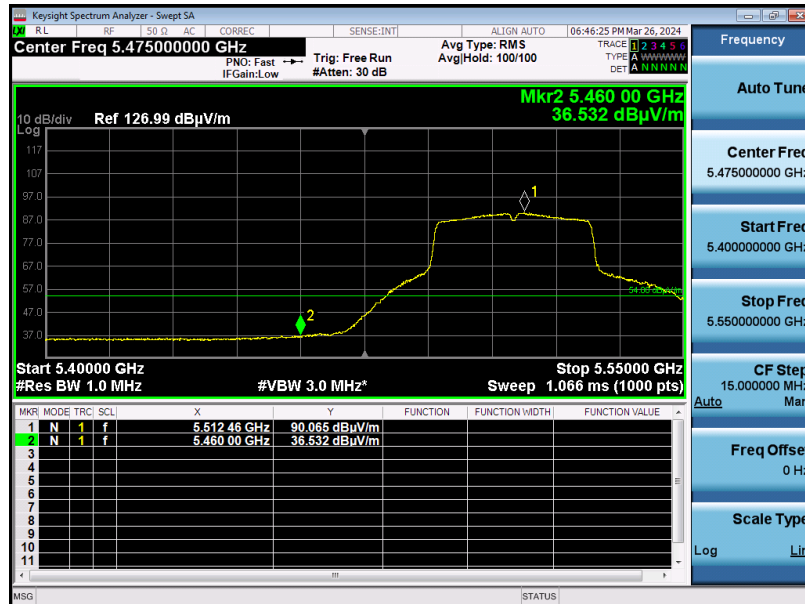 Keysight Spectrum Analyzer - Swept SA
LXI RL RF 50 Ω AC CORREC SENSE:INT ALIGN AUTO 06:46:25 PM Mar 26, 2024
Center Freq 5.475000000 GHz
PNO: Fast
IFGain:Low
Trig: Free Run
#Atten: 30 dB
Avg Type: RMS
Avg|Hold: 100/100
TRACE 1 2 3 4 5 6
TYPE A WWWWW
DET A N N N N N
Mkr2 5.460 00 GHz
36.532 dBµV/m
10 dB/div Ref 126.99 dBµV/m
Log
117
107
97.0
87.0
77.0
67.0
57.0
47.0
37.0
1
2
Start 5.40000 GHz Stop 5.55000 GHz
#Res BW 1.0 MHz #VBW 3.0 MHz* Sweep 1.066 ms (1000 pts)
MKR MODE TRC SCL X Y FUNCTION FUNCTION WIDTH FUNCTION VALUE
1 N 1 f 5.512 46 GHz 90.065 dBµV/m
2 N 1 f 5.460 00 GHz 36.532 dBµV/m
3
4
5
6
7
8
9
10
11
MSG STATUS
Frequency
Auto Tune
Center Freq
5.475000000 GHz
Start Freq
5.400000000 GHz
Stop Freq
5.550000000 GHz
CF Step
15.000000 MHz
Auto Man
Freq Offset
0 Hz
Scale Type
Log Lin